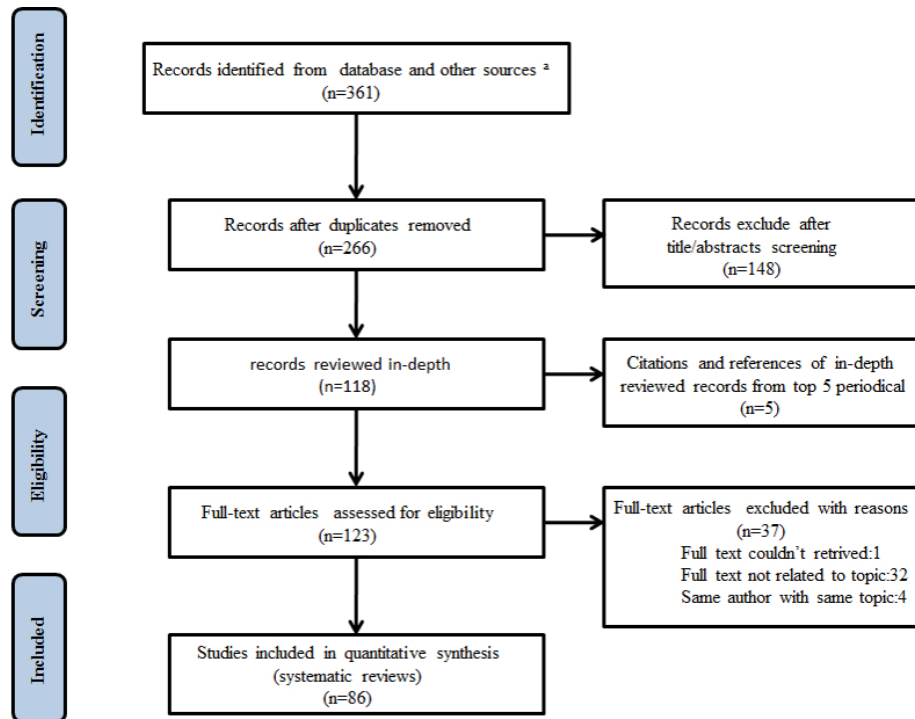 Identification
Records identified from database and other sources ª
(n=361)
Screening
Records after duplicates removed
(n=266)
Records exclude after
title/abstracts screening
(n=148)
records reviewed in-depth
(n=118)
Citations and references of in-depth
reviewed records from top 5 periodical
(n=5)
Eligibility
Full-text articles assessed for eligibility
(n=123)
Full-text articles excluded with reasons
(n=37)
Full text couldn't retrived:1
Full text not related to topic:32
Same author with same topic:4
Included
Studies included in quantitative synthesis
(systematic reviews)
(n=86)